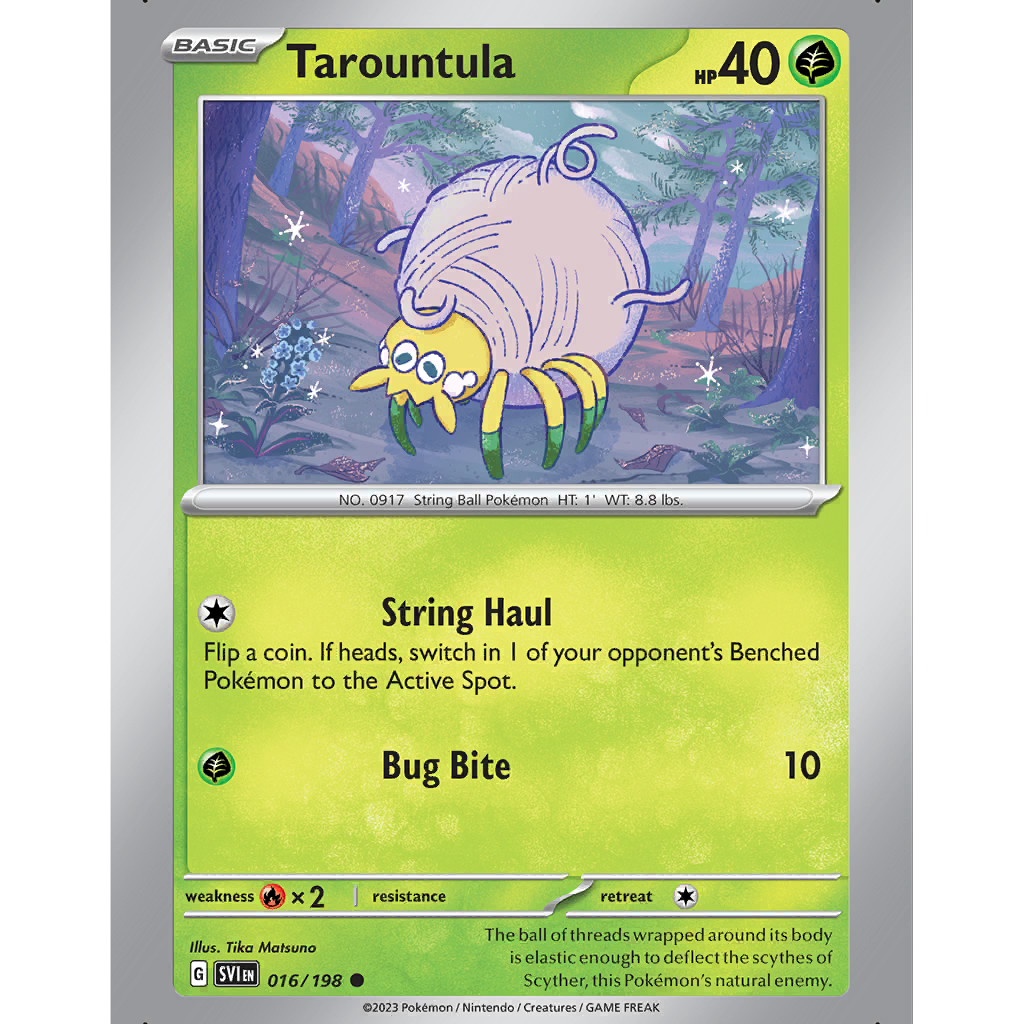 BASIC
Tarountula
HP40
NO. 0917 String Ball Pokémon HT: 1' WT: 8.8 lbs.
String Haul
Flip a coin. If heads, switch in 1 of your opponent's Benched
Pokémon to the Active Spot.
Bug Bite 10
weakness ×2 resistance retreat
Illus. Tika Matsuno
G SVI EN 016/198
The ball of threads wrapped around its body
is elastic enough to deflect the scythes of
Scyther, this Pokémon's natural enemy.
©2023 Pokémon / Nintendo / Creatures / GAME FREAK